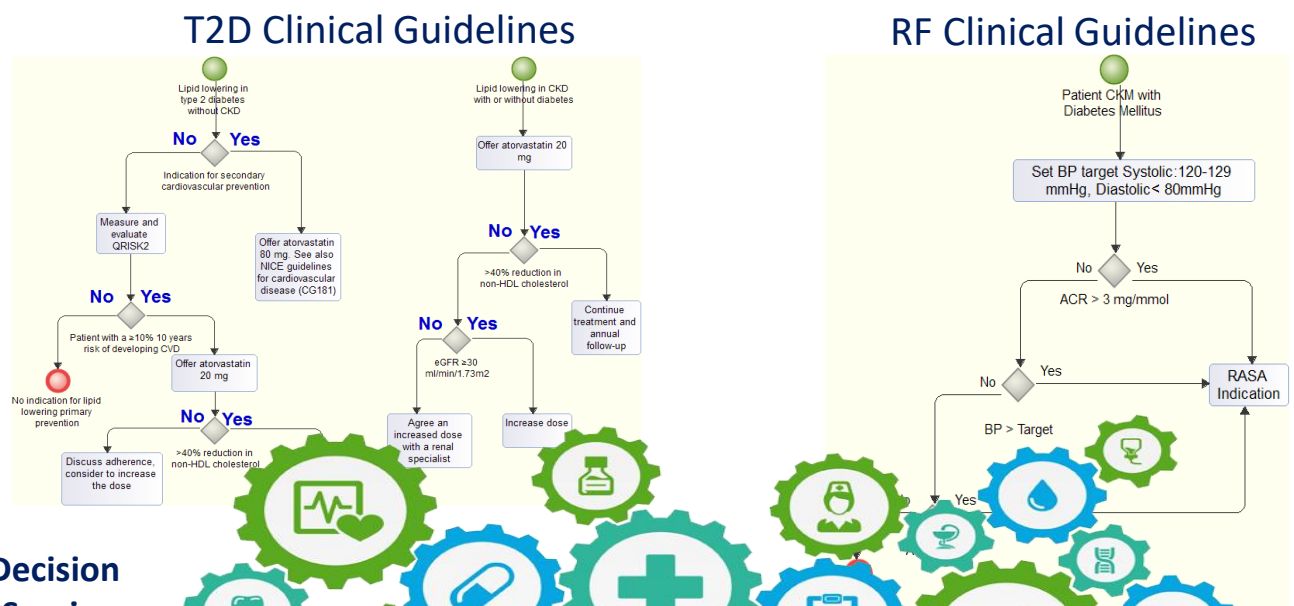 T2D Clinical Guidelines
RF Clinical Guidelines
Lipid lowering in
type 2 diabetes
without CKD
No
Yes
Indication for secondary
cardiovascular prevention
Measure and
evaluate
QRISK2
Offer atorvastatin
80 mg. See also
NICE guidelines
for cardiovascular
disease (CG181)
No
Yes
Patient with a ≥10% 10 years
risk of developing CVD
No indication for lipid
lowering primary
prevention
Offer atorvastatin
20 mg
No
Yes
>40% reduction in
non-HDL cholesterol
Discuss adherence,
consider to increase
the dose
Lipid lowering in CKD
with or without diabetes
Offer atorvastatin 20
mg
No
Yes
>40% reduction in
non-HDL cholesterol
Continue
treatment and
annual
follow-up
No
Yes
eGFR ≥30
ml/min/1.73m2
Agree an
increased dose
with a renal
specialist
Increase dose
Patient CKM with
Diabetes Mellitus
Set BP target Systolic:120-129
mmHg, Diastolic< 80mmHg
No
Yes
ACR > 3 mg/mmol
No
Yes
BP > Target
RASA
Indication
Yes
Decision